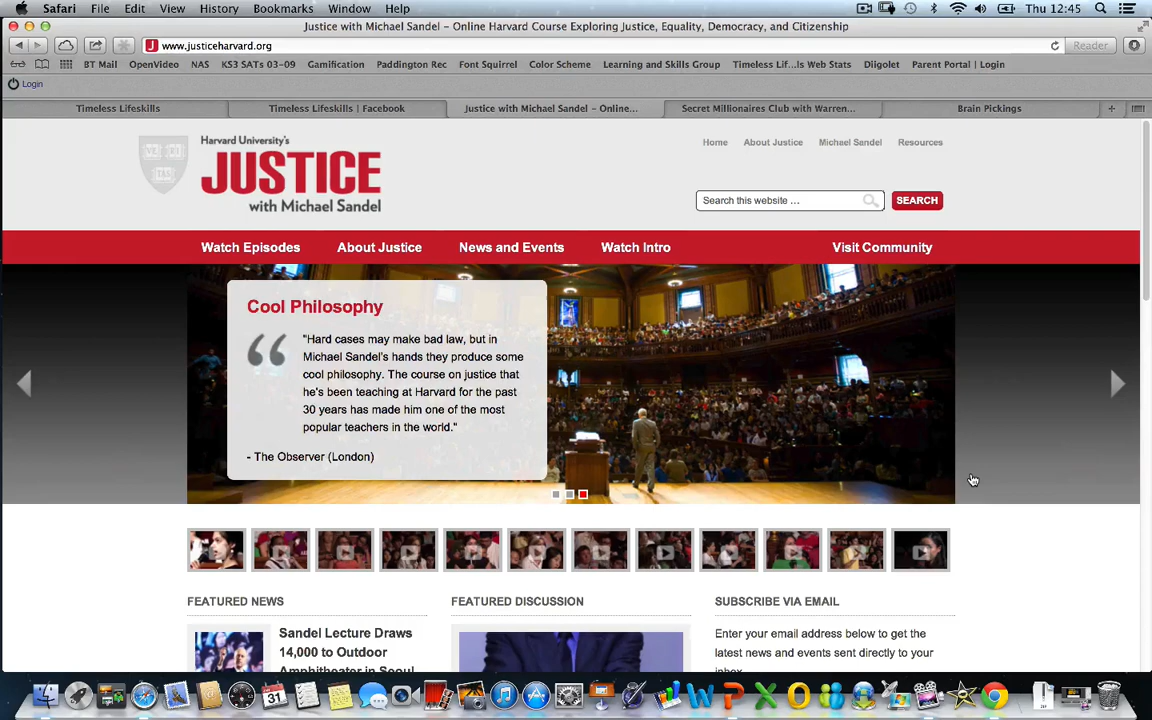 Safari File Edit View History Bookmarks Window Help Thu 12:45
Justice with Michael Sandel – Online Harvard Course Exploring Justice, Equality, Democracy, and Citizenship
www.justiceharvard.org Reader
BT Mail OpenVideo NAS KS3 SATs 03-09 Gamification Paddington Rec Font Squirrel Color Scheme Learning and Skills Group Timeless Lif...ls Web Stats Diigolet Parent Portal | Login
Login
Timeless Lifeskills Timeless Lifeskills | Facebook Justice with Michael Sandel – Online... Secret Millionaires Club with Warren... Brain Pickings
Harvard University's
JUSTICE
with Michael Sandel
VE RI TAS
Home About Justice Michael Sandel Resources
Search this website ... SEARCH
Watch Episodes About Justice News and Events Watch Intro Visit Community
Cool Philosophy
"Hard cases may make bad law, but in
Michael Sandel's hands they produce some
cool philosophy. The course on justice that
he's been teaching at Harvard for the past
30 years has made him one of the most
popular teachers in the world."
- The Observer (London)
FEATURED NEWS FEATURED DISCUSSION SUBSCRIBE VIA EMAIL
Sandel Lecture Draws
14,000 to Outdoor
Amphitheater in Seoul
Enter your email address below to get the
latest news and events sent directly to your
inbox.
31